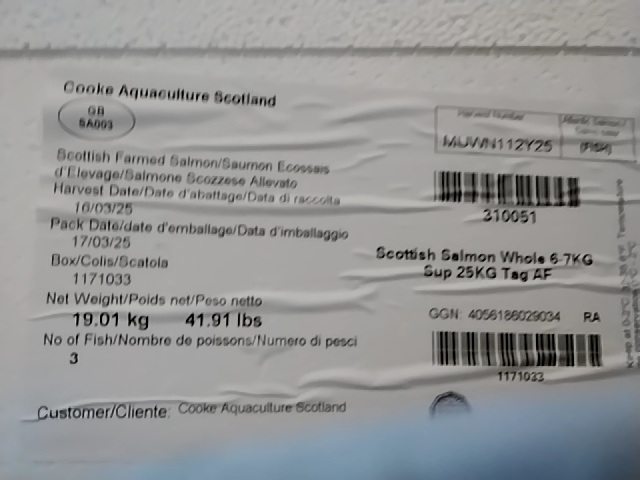 Cooke Aquaculture Scotland
GB
SA003
Harvest Number
MUWN112Y25
(FISH)
Scottish Farmed Salmon/Saumon Ecossais
d'Elevage/Salmone Scozzese Allevato
Harvest Date/Date d'abattage/Data di raccolta
16/03/25
310051
Pack Date/date d'emballage/Data d'imballaggio
17/03/25
Scottish Salmon Whole 6-7KG
Sup 25KG Tag AF
Box/Colis/Scatola
1171033
Net Weight/Poids net/Peso netto
19.01 kg 41.91 lbs
GGN: 4056186029034 RA
No of Fish/Nombre de poissons/Numero di pesci
3
1171033
Customer/Cliente: Cooke Aquaculture Scotland